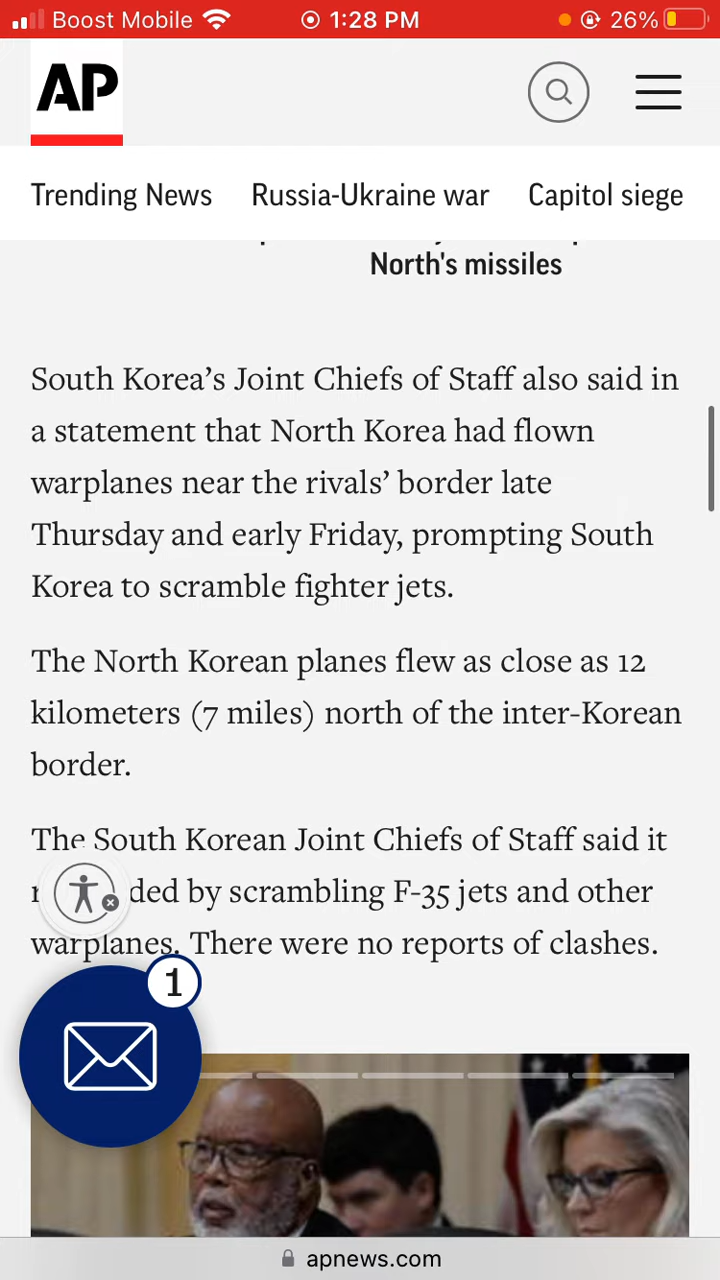 Boost Mobile 1:28 PM 26%
AP
Trending News Russia-Ukraine war Capitol siege
North's missiles
South Korea’s Joint Chiefs of Staff also said in
a statement that North Korea had flown
warplanes near the rivals’ border late
Thursday and early Friday, prompting South
Korea to scramble fighter jets.
The North Korean planes flew as close as 12
kilometers (7 miles) north of the inter-Korean
border.
The South Korean Joint Chiefs of Staff said it
ded by scrambling F-35 jets and other
warplanes. There were no reports of clashes.
1
apnews.com